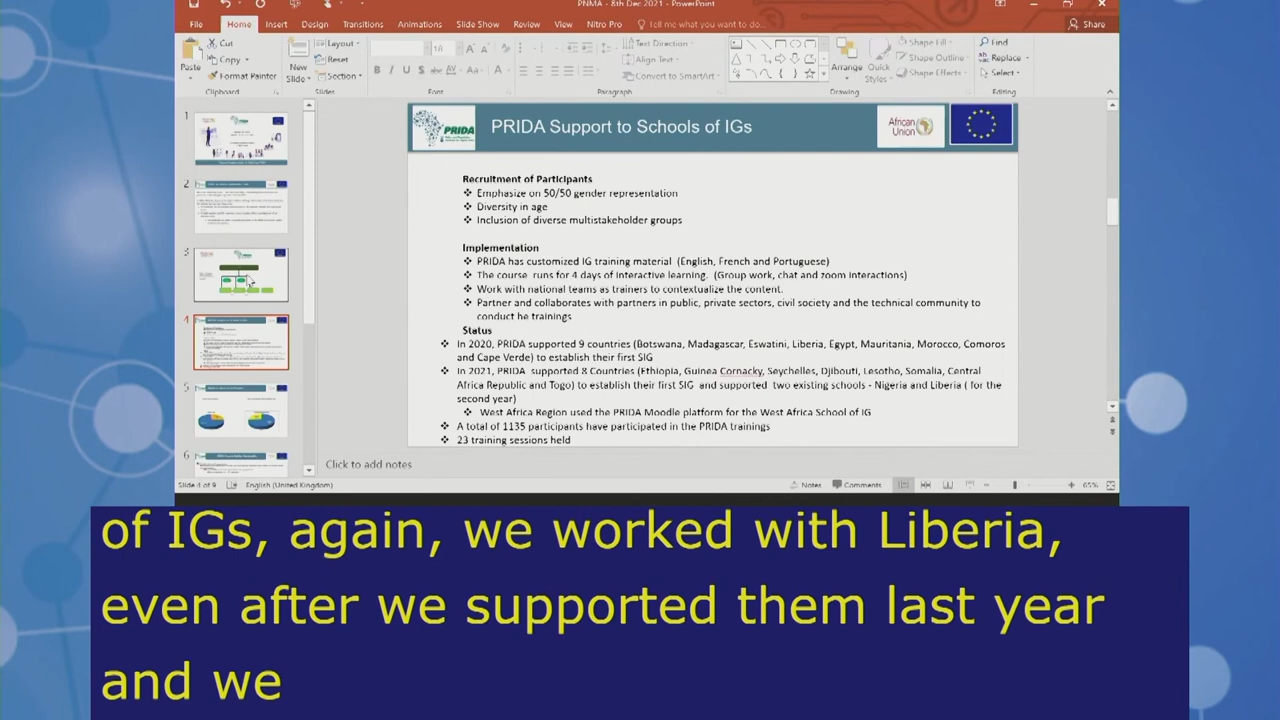 PNMA - 8th Dec 2021 - PowerPoint
File Home Insert Design Transitions Animations Slide Show Review View Nitro Pro Tell me what you want to do... Share
Cut
Copy
Format Painter
Paste
Clipboard
New
Slide
Layout
Reset
Section
Slides
18
Font
Text Direction
Align Text
Convert to SmartArt
Paragraph
Arrange
Quick
Styles
Shape Fill
Shape Outline
Shape Effects
Drawing
Find
Replace
Select
Editing
1
2
3
4
5
6
PRIDA
PRIDA Support to Schools of IGs
African
Union
Recruitment of Participants
❖ Emphasize on 50/50 gender representation
❖ Diversity in age
❖ Inclusion of diverse multistakeholder groups
Implementation
❖ PRIDA has customized IG training material (English, French and Portuguese)
❖ The course runs for 4 days of interactive learning. (Group work, chat and zoom interactions)
❖ Work with national teams as trainers to contextualize the content.
❖ Partner and collaborates with partners in public, private sectors, civil society and the technical community to
conduct he trainings
Status
❖ In 2020, PRIDA supported 9 countries (Botswana, Madagascar, Eswatini, Liberia, Egypt, Mauritania, Morocco, Comoros
and Cape Verde) to establish their first SIG
❖ In 2021, PRIDA supported 8 Countries (Ethiopia, Guinea Cornacky, Seychelles, Djibouti, Lesotho, Somalia, Central
Africa Republic and Togo) to establish their first SIG and supported two existing schools - Nigeria and Liberia ( for the
second year)
❖ West Africa Region used the PRIDA Moodle platform for the West Africa School of IG
❖ A total of 1135 participants have participated in the PRIDA trainings
❖ 23 training sessions held
Click to add notes
Slide 4 of 9 English (United Kingdom) Notes Comments 65%
of IGs, again, we worked with Liberia,
even after we supported them last year
and we